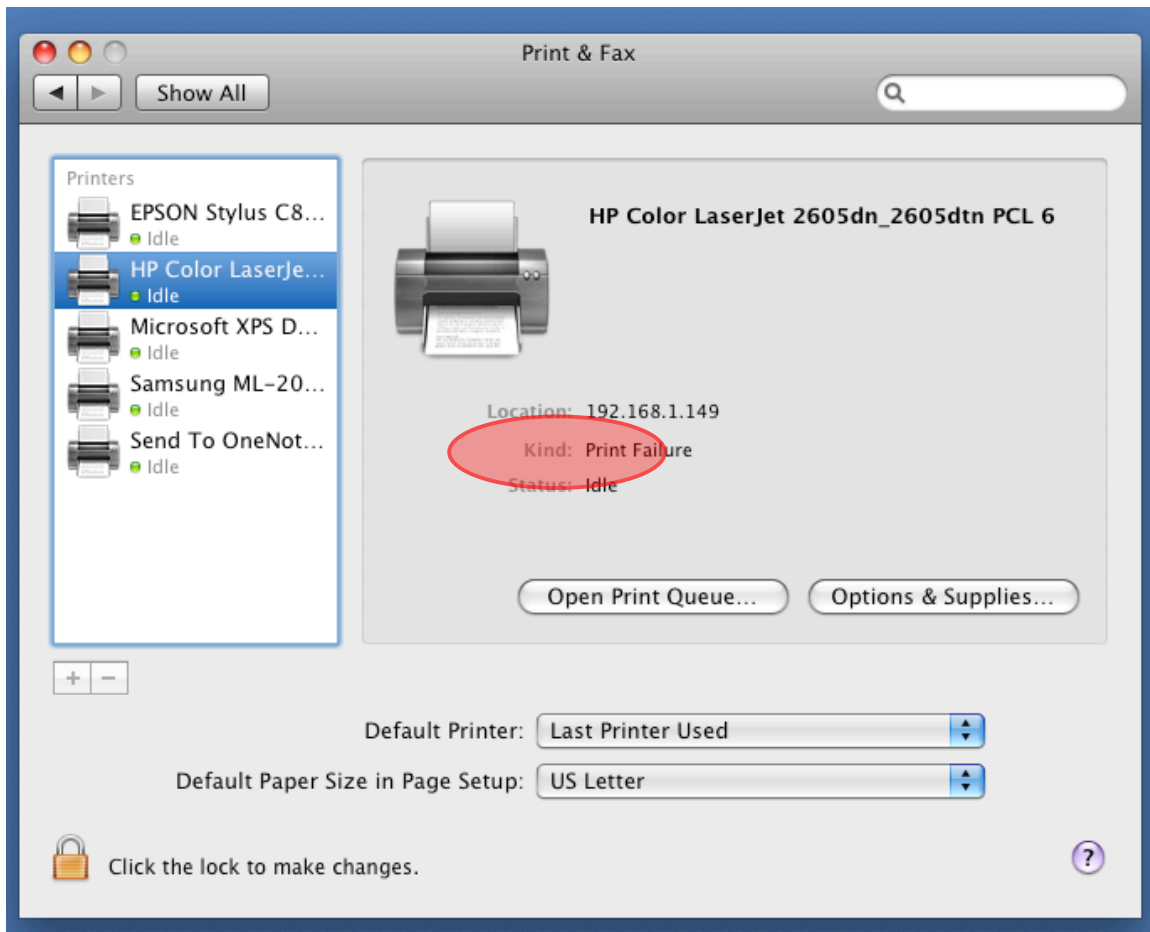 Print & Fax
Show All
Printers
EPSON Stylus C8...
Idle
HP Color LaserJe...
Idle
Microsoft XPS D...
Idle
Samsung ML-20...
Idle
Send To OneNot...
Idle
HP Color LaserJet 2605dn_2605dtn PCL 6
Location: 192.168.1.149
Kind: Print Failure
Status: Idle
Open Print Queue...
Options & Supplies...
+ −
Default Printer: Last Printer Used
Default Paper Size in Page Setup: US Letter
Click the lock to make changes.
?